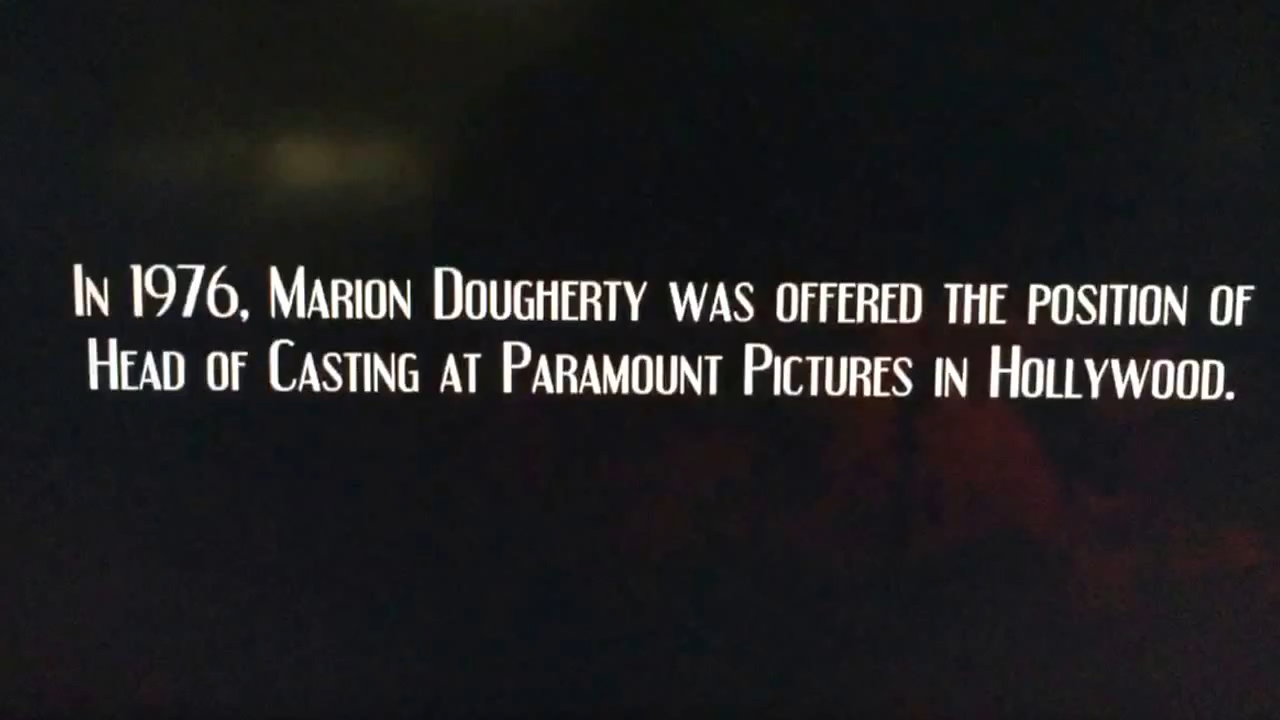 In 1976, Marion Dougherty was offered the position of
Head of Casting at Paramount Pictures in Hollywood.